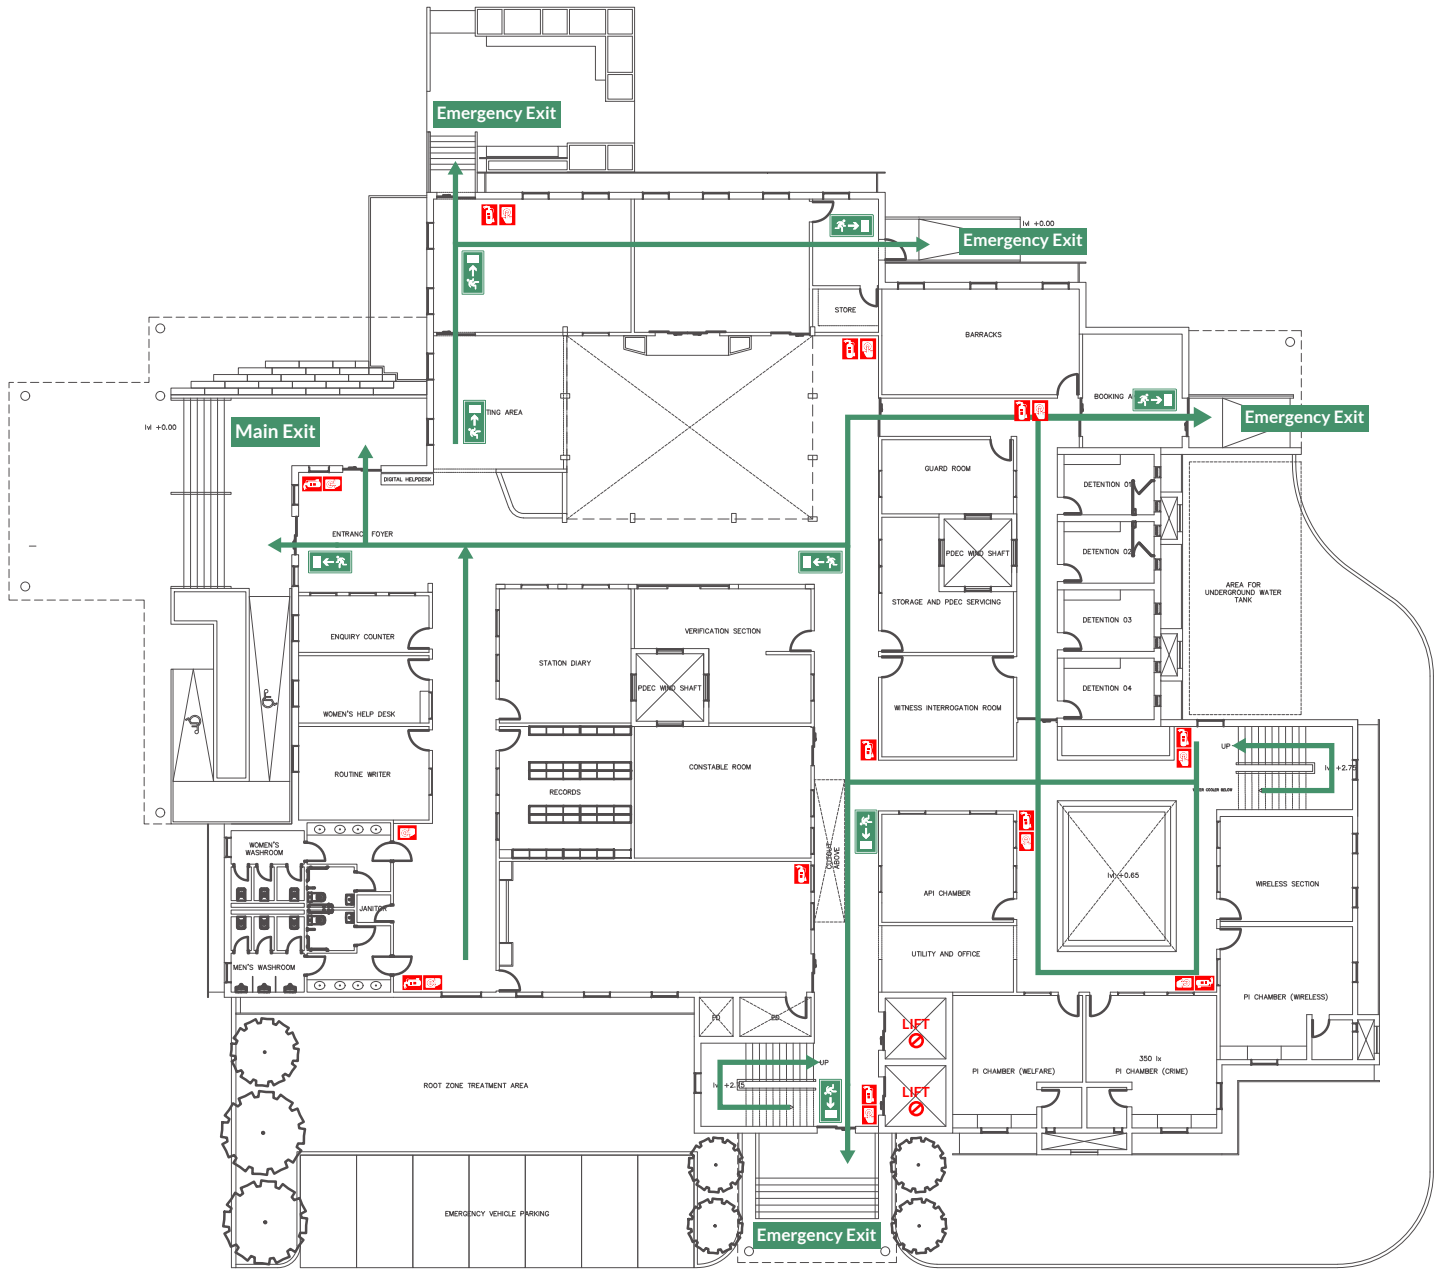 Emergency Exit
lvl +0.00
Emergency Exit
STORE
BARRACKS
BOOKING A
TING AREA
lvl +0.00
Main Exit
Emergency Exit
GUARD ROOM
DIGITAL HELPDESK
DETENTION 01
ENTRANCE FOYER
PDEC WIND SHAFT
DETENTION 02
AREA FOR
UNDERGROUND WATER
TANK
STORAGE AND PDEC SERVICING
DETENTION 03
ENQUIRY COUNTER
VERIFICATION SECTION
STATION DIARY
PDEC WIND SHAFT
DETENTION 04
WOMEN'S HELP DESK
WITNESS INTERROGATION ROOM
UP
ROUTINE WRITER
CONSTABLE ROOM
lvl +2.75
RECORDS
WOMEN'S
WASHROOM
ABOVE
lvl +0.65
API CHAMBER
WIRELESS SECTION
JANITOR
UTILITY AND OFFICE
MEN'S WASHROOM
PI CHAMBER (WIRELESS)
FD
ED
LIFT
UP
350 lx
PI CHAMBER (WELFARE)
PI CHAMBER (CRIME)
ROOT ZONE TREATMENT AREA
LIFT
EMERGENCY VEHICLE PARKING
Emergency Exit